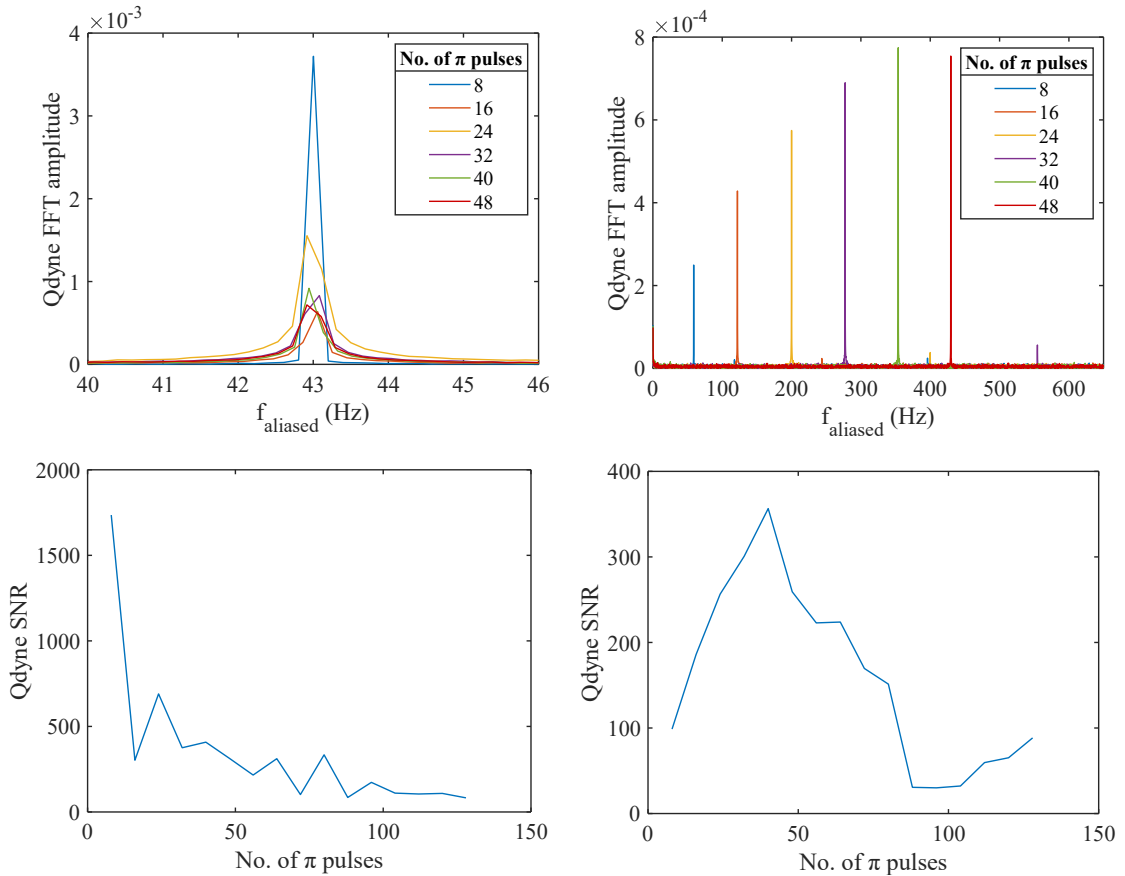 ×10⁻³
4
3
2
1
0
Qdyne FFT amplitude
No. of π pulses
8
16
24
32
40
48
40 41 42 43 44 45 46
f_aliased (Hz)
×10⁻⁴
8
6
4
2
0
Qdyne FFT amplitude
No. of π pulses
8
16
24
32
40
48
0 100 200 300 400 500 600
f_aliased (Hz)
2000
1500
1000
500
0
Qdyne SNR
0 50 100 150
No. of π pulses
400
300
200
100
0
Qdyne SNR
0 50 100 150
No. of π pulses